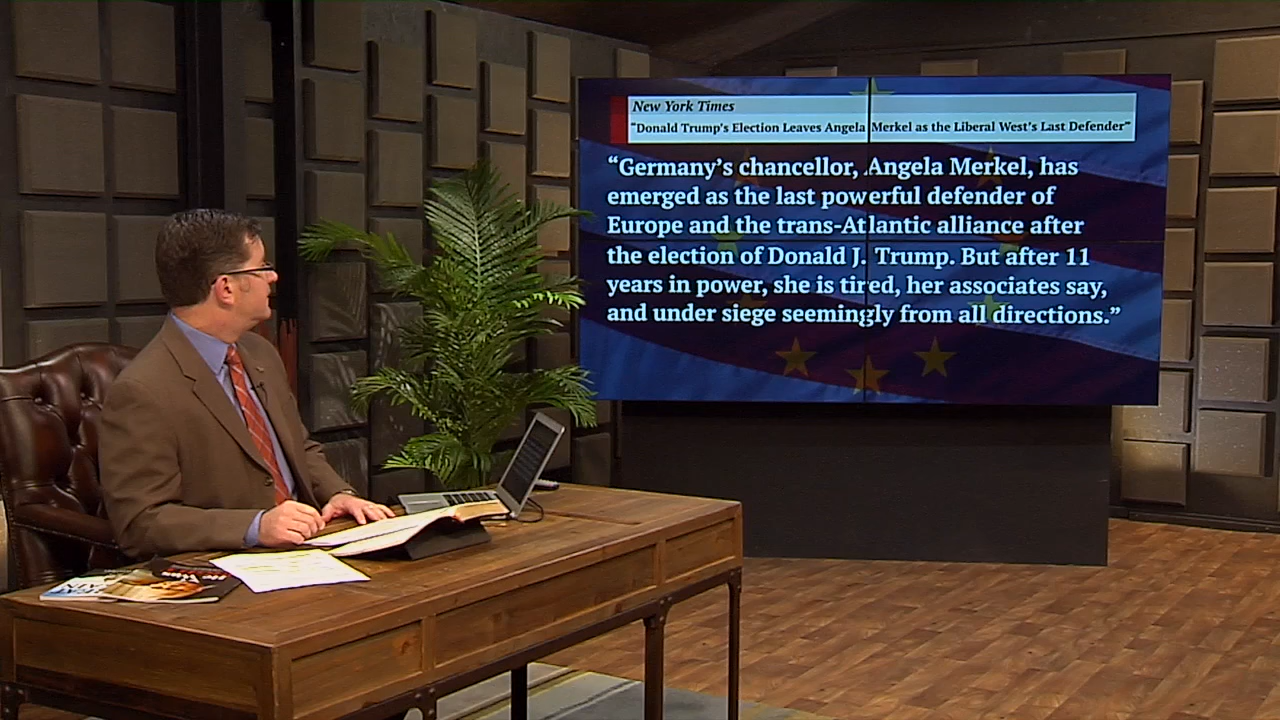 New York Times
“Donald Trump’s Election Leaves Angela Merkel as the Liberal West’s Last Defender”
“Germany’s chancellor, Angela Merkel, has
emerged as the last powerful defender of
Europe and the trans-Atlantic alliance after
the election of Donald J. Trump. But after 11
years in power, she is tired, her associates say,
and under siege seemingly from all directions.”